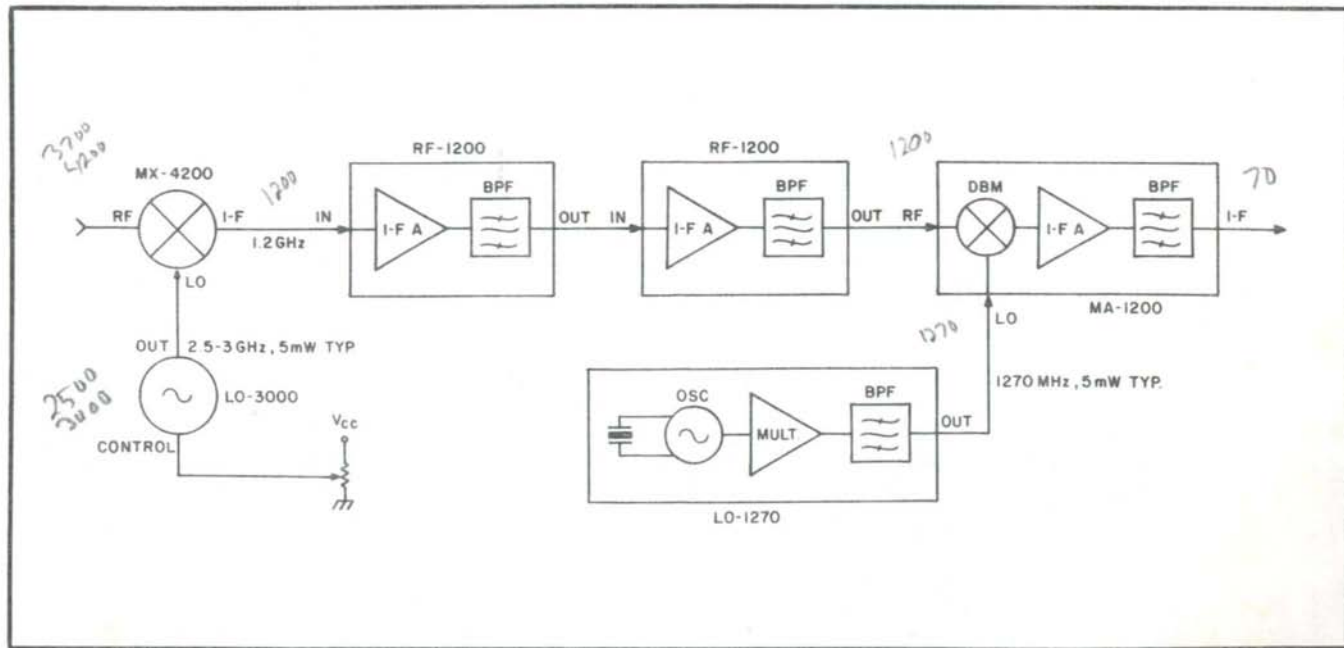 3700
4200
MX-4200
RF
I-F
1200
1.2 GHz
LO
OUT
2.5-3 GHz, 5mW TYP
2500
3000
LO-3000
CONTROL
VCC
RF-1200
IN
I-F A
BPF
OUT
RF-1200
IN
I-F A
BPF
OUT
1200
RF
DBM
I-F A
BPF
70
I-F
MA-1200
LO
1270
1270 MHz, 5mW TYP.
OSC
MULT.
BPF
OUT
LO-1270